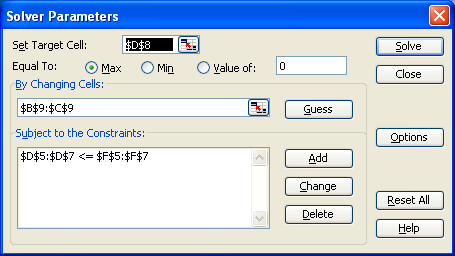 Solver Parameters
Set Target Cell: $D$8 Solve
Equal To: Max Min Value of: 0 Close
By Changing Cells:
$B$9:$C$9 Guess
Subject to the Constraints: Options
$D$5:$D$7 <= $F$5:$F$7 Add
Change
Reset All
Delete
Help